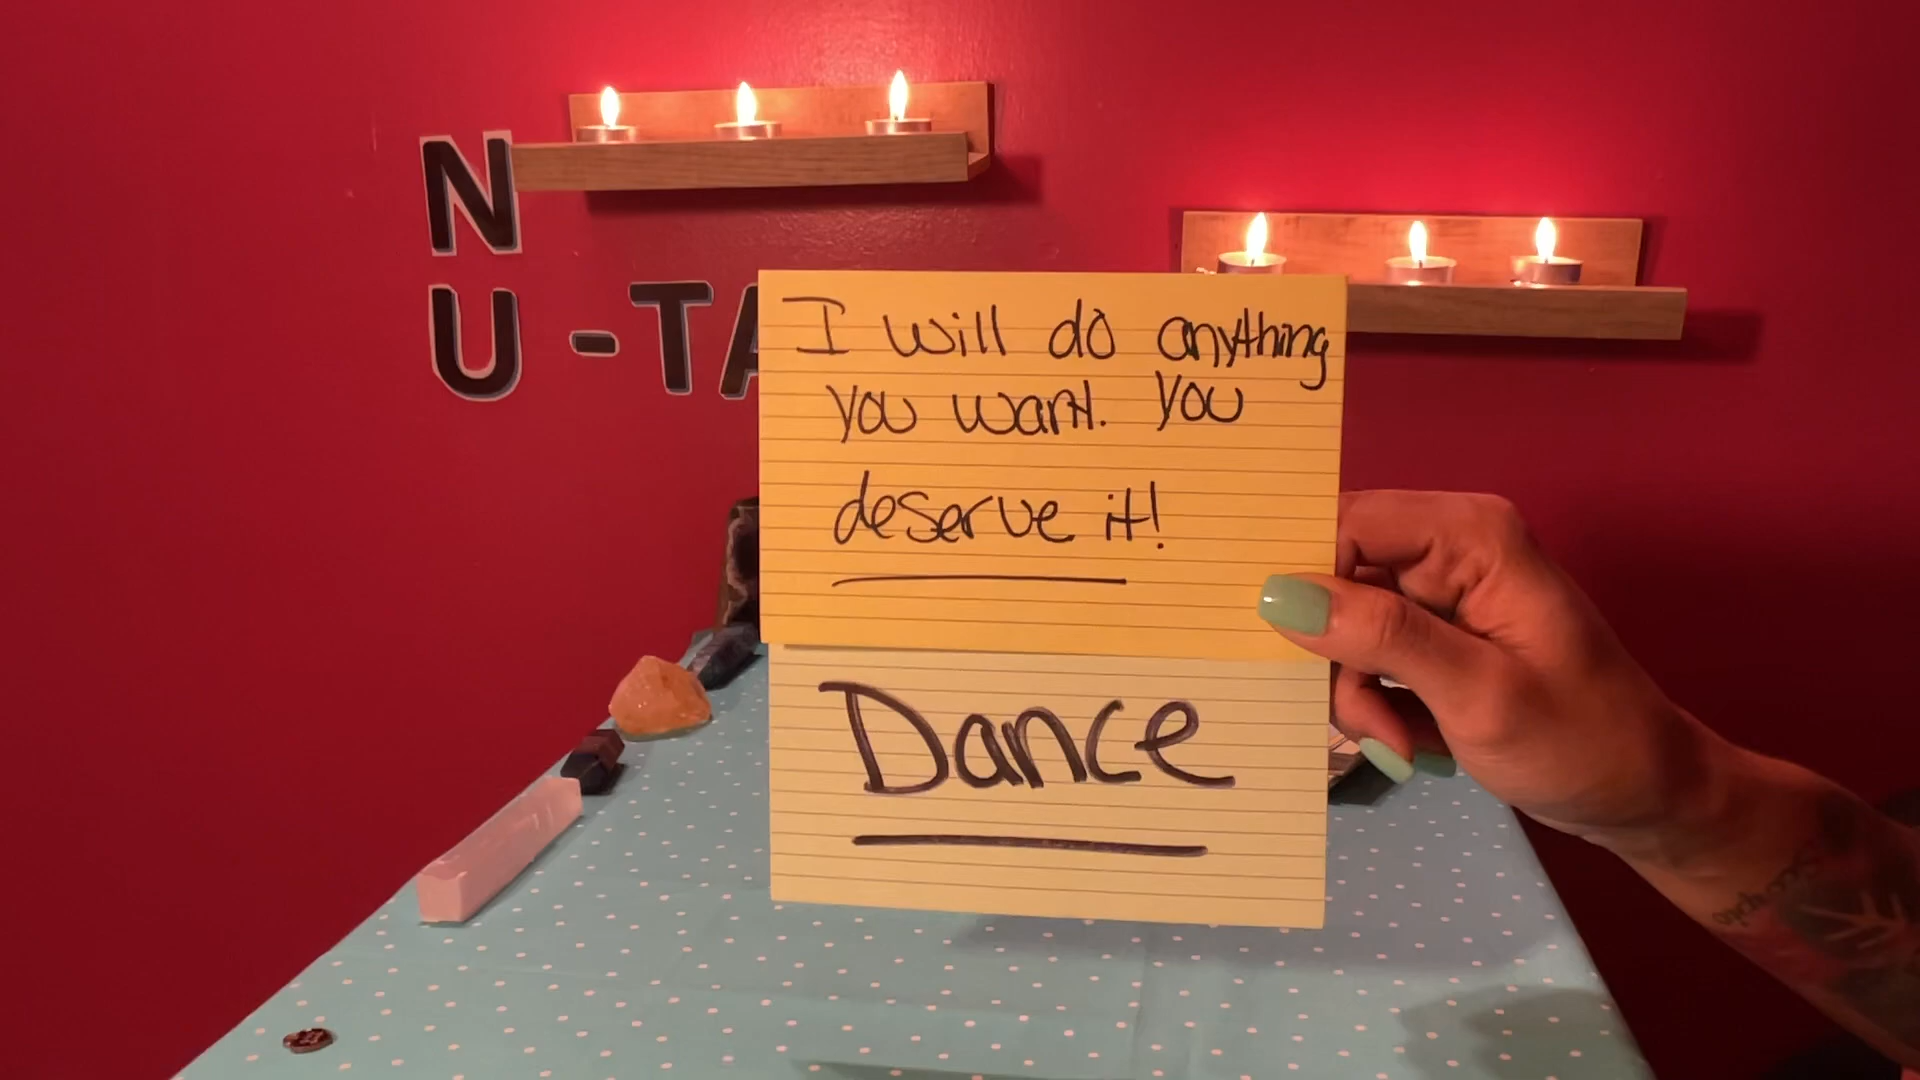 N
U-TA
I will do anything
you want. You
deserve it!
Dance